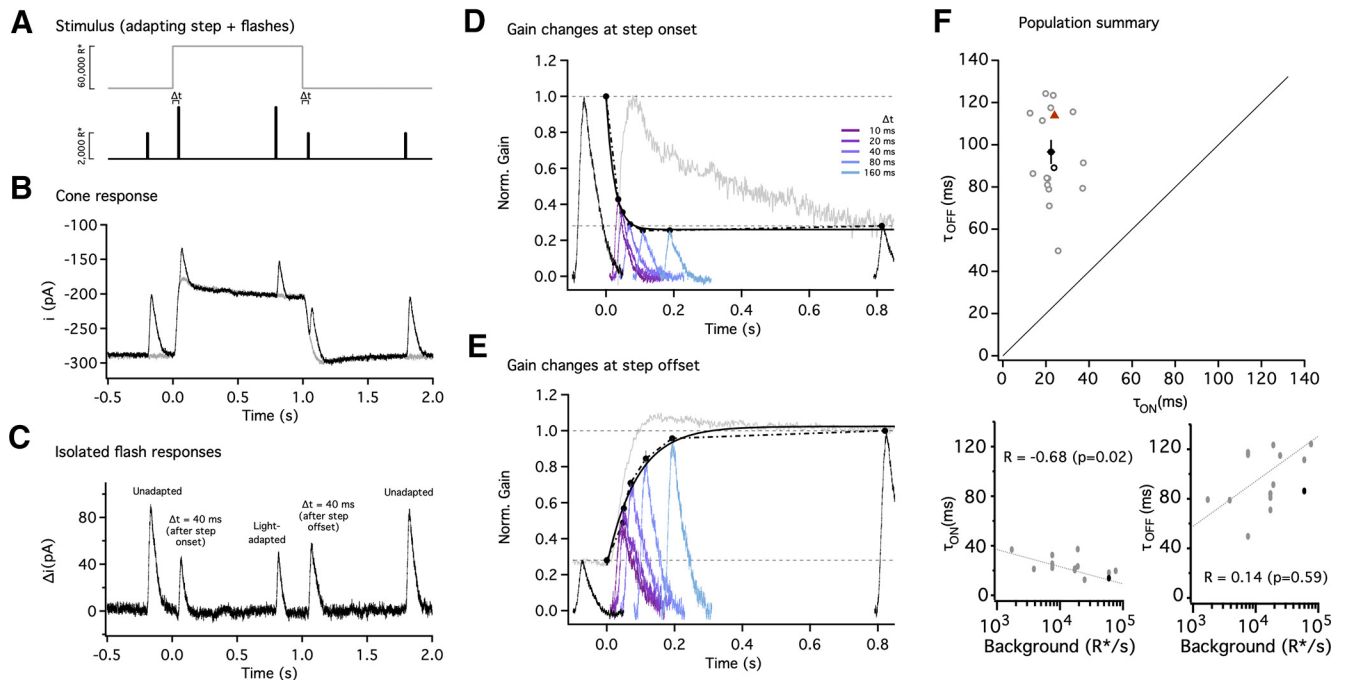 A
Stimulus (adapting step + flashes)
60,000 R*
Δt
Δt
2,000 R*
B
Cone response
-100
-150
-200
-250
-300
i (pA)
-0.5
0.0
0.5
1.0
1.5
2.0
Time (s)
C
Isolated flash responses
Unadapted
Δt = 40 ms
(after step
onset)
Light-
adapted
Δt = 40 ms
(after step
offset)
Unadapted
80
40
0
Δi(pA)
-0.5
0.0
0.5
1.0
1.5
2.0
Time (s)
D
Gain changes at step onset
1.2
1.0
0.8
0.6
0.4
0.2
0.0
Norm. Gain
Δt
10 ms
20 ms
40 ms
80 ms
160 ms
0.0
0.2
0.4
0.6
0.8
Time (s)
E
Gain changes at step offset
1.2
1.0
0.8
0.6
0.4
0.2
0.0
Norm. Gain
0.0
0.2
0.4
0.6
0.8
Time (s)
F
Population summary
140
120
100
80
60
40
20
0
τOFF (ms)
0
20
40
60
80
100
120
140
τON(ms)
120
80
40
0
τON(ms)
R = -0.68 (p=0.02)
10³
10⁴
10⁵
Background (R*/s)
120
80
40
0
τOFF (ms)
R = 0.14 (p=0.59)
10³
10⁴
10⁵
Background (R*/s)